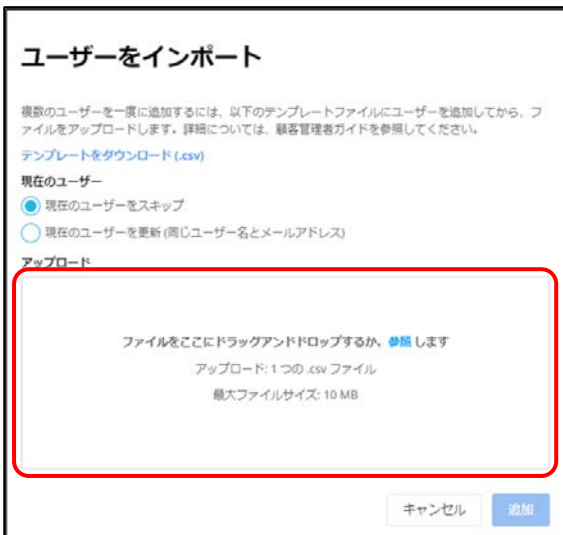 ユーザーをインポート
複数のユーザーを一度に追加するには、以下のテンプレートファイルにユーザーを追加してから、フ
ァイルをアップロードします。詳細については、顧客管理者ガイドを参照してください。
テンプレートをダウンロード (.csv)
現在のユーザー
現在のユーザーをスキップ
現在のユーザーを更新 (同じユーザー名とメールアドレス)
アップロード
ファイルをここにドラッグアンドドロップするか、参照 します
アップロード: 1 つの .csv ファイル
最大ファイルサイズ: 10 MB
キャンセル 追加